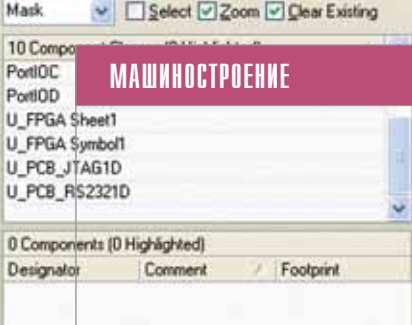 Mask Select Zoom Clear Existing
10 Component
МАШИНОСТРОЕНИЕ
PortIOC
PortIOD
U_FPGA Sheet1
U_FPGA Symbol1
U_PCB_JTAG1D
U_PCB_RS2321D
0 Components (0 Highlighted)
Designator Comment Footprint